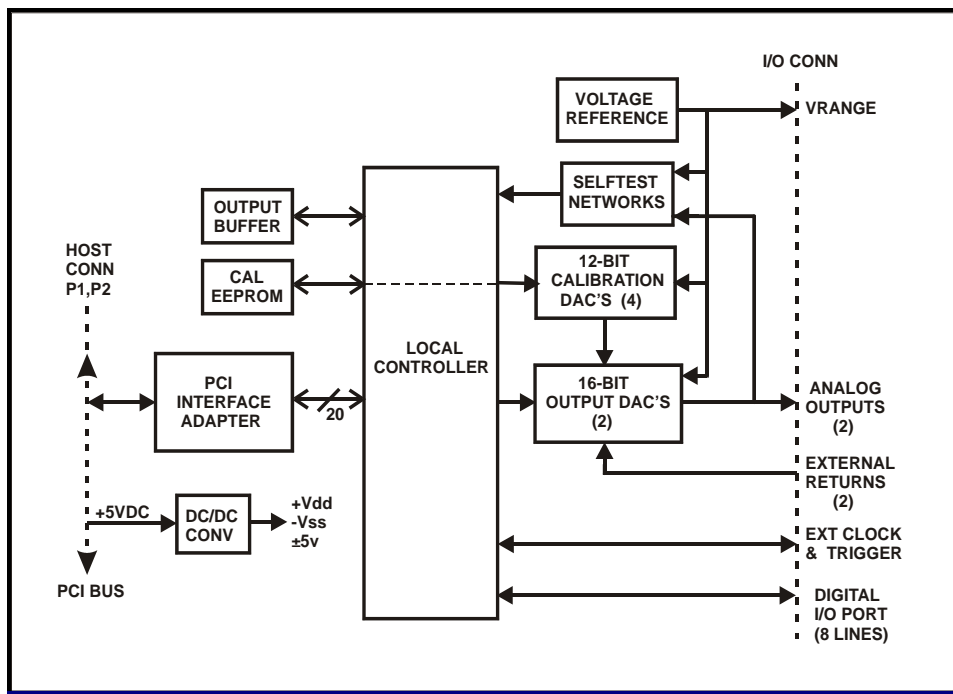 I/O CONN
VOLTAGE
REFERENCE
VRANGE
SELFTEST
NETWORKS
OUTPUT
BUFFER
HOST
CONN
P1,P2
CAL
EEPROM
12-BIT
CALIBRATION
DAC'S (4)
LOCAL
CONTROLLER
PCI
INTERFACE
ADAPTER
20
16-BIT
OUTPUT DAC'S
(2)
ANALOG
OUTPUTS
(2)
EXTERNAL
RETURNS
(2)
+5VDC
DC/DC
CONV
+Vdd
-Vss
±5v
EXT CLOCK
& TRIGGER
PCI BUS
DIGITAL
I/O PORT
(8 LINES)